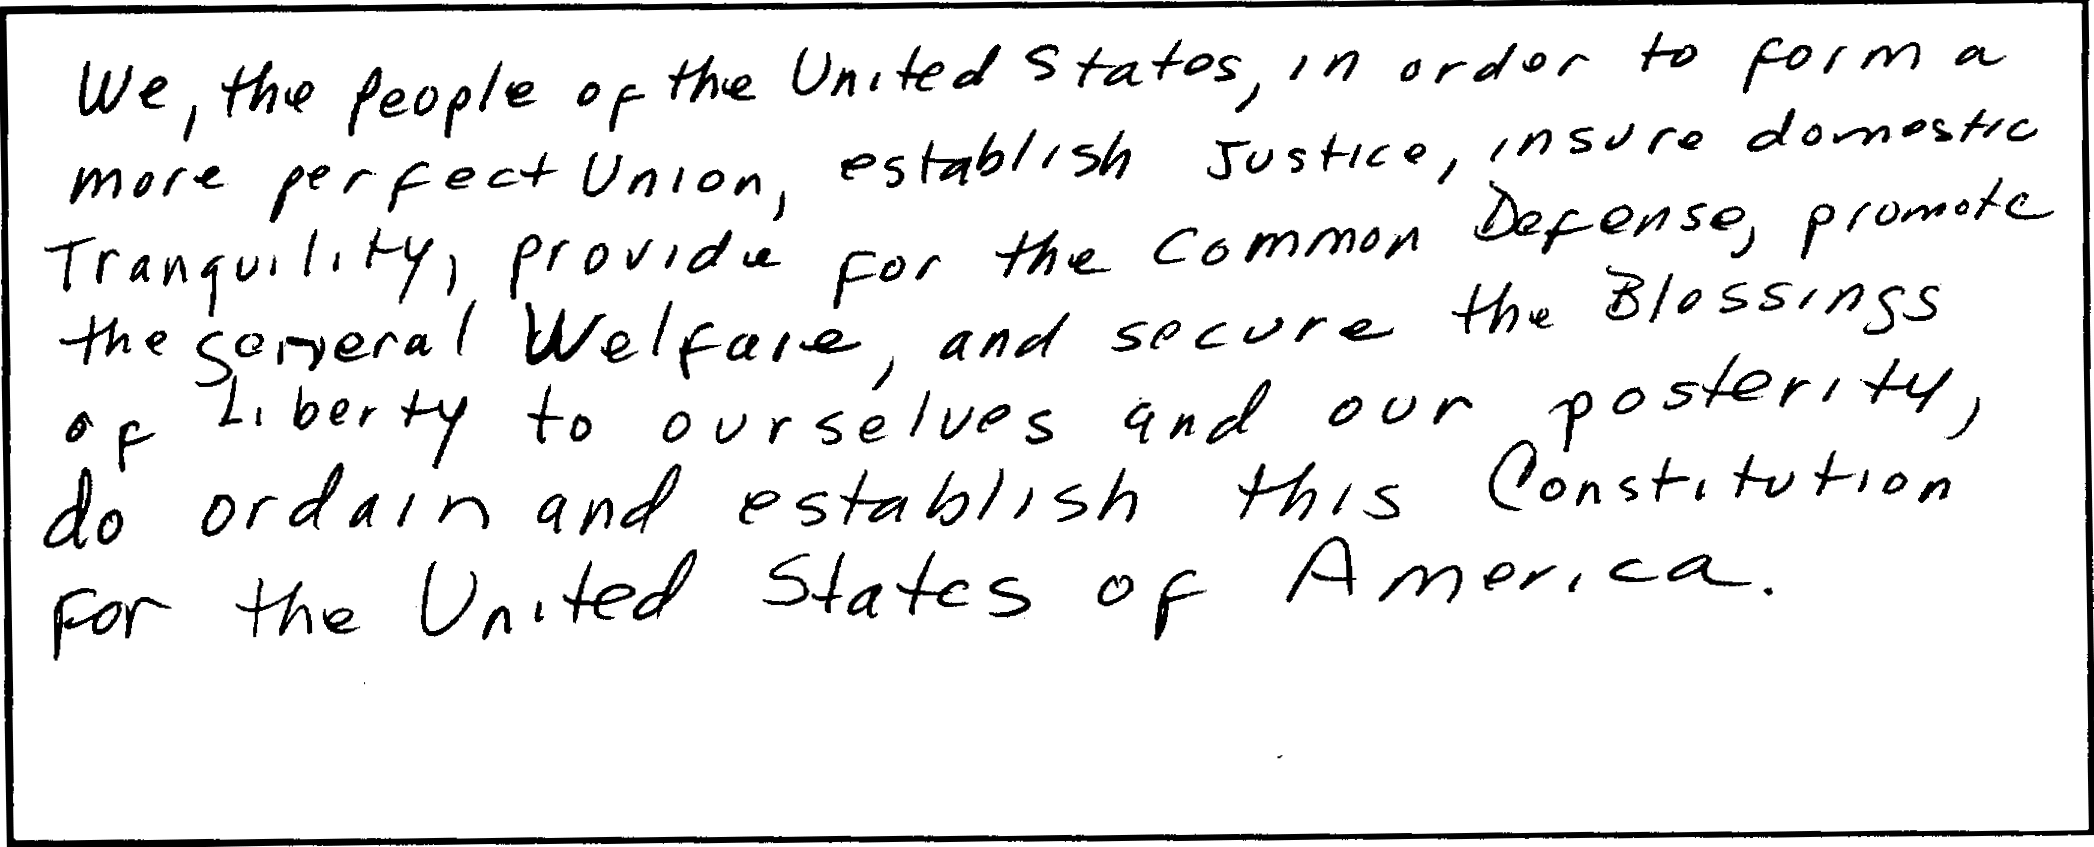 We, the people of the United States, in order to form a
more perfect Union, establish Justice, insure domestic
Tranquility, provide for the Common Defense, promote
the general Welfare, and secure the Blessings
of Liberty to ourselves and our posterity,
do ordain and establish this Constitution
for the United States of America.